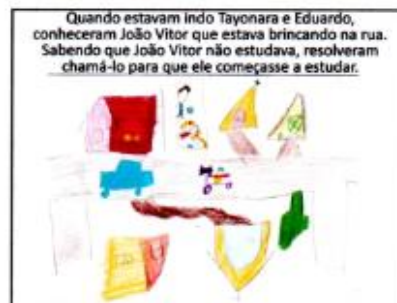 Quando estavam indo Tayonara e Eduardo,
conheceram João Vitor que estava brincando na rua.
Sabendo que João Vitor não estudava, resolveram
chamá-lo para que ele começasse a estudar.